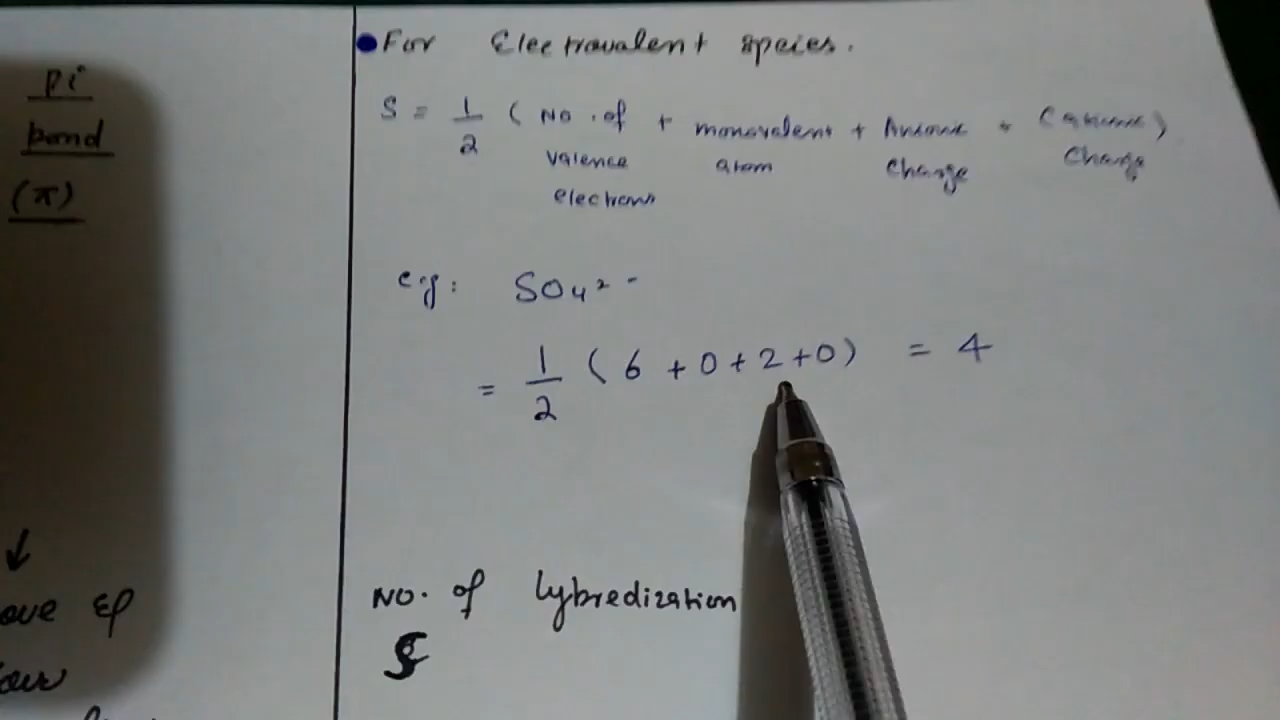 pi
bond
(π)
↓
ove Ep
our
• For Electrovalent speies.
S = 1/2 ( No. of + monovalent + Anionic + Cationic )
valence atom charge charge
electrons
e.g: SO4²⁻
= 1/2 ( 6 + 0 + 2 + 0 ) = 4
No. of hybredization
S